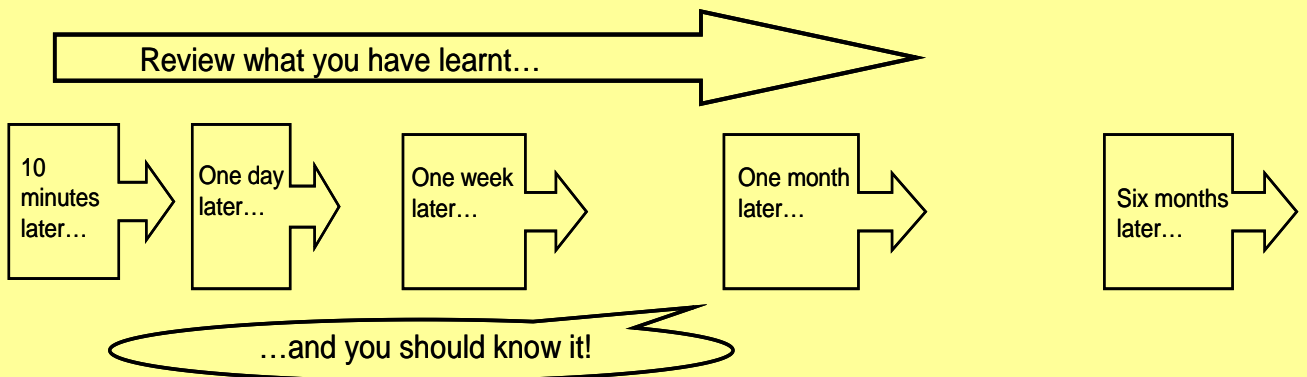 Review what you have learnt…
10
minutes
later…
One day
later…
One week
later…
One month
later…
Six months
later…
…and you should know it!